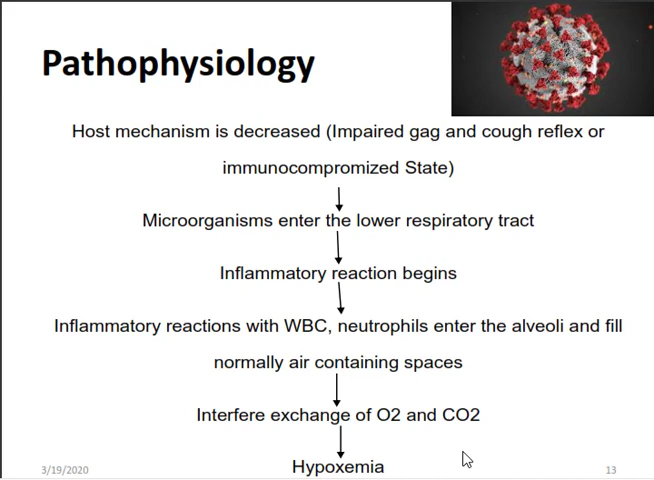 Pathophysiology
Host mechanism is decreased (Impaired gag and cough reflex or
immunocompromized State)
Microorganisms enter the lower respiratory tract
Inflammatory reaction begins
Inflammatory reactions with WBC, neutrophils enter the alveoli and fill
normally air containing spaces
Interfere exchange of O2 and CO2
Hypoxemia
3/19/2020
13